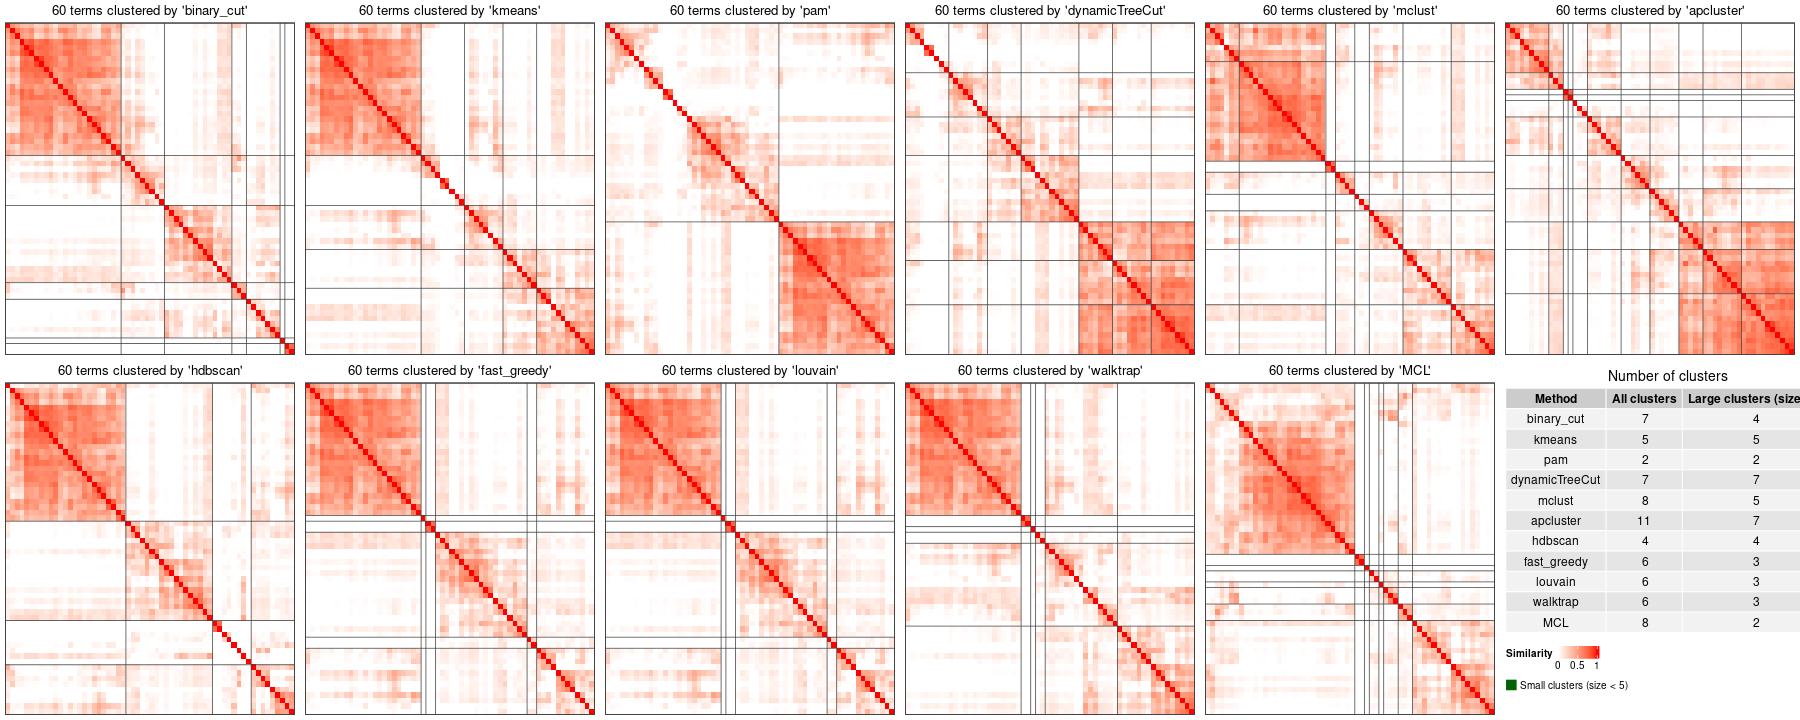 60 terms clustered by 'binary_cut'
60 terms clustered by 'kmeans'
60 terms clustered by 'pam'
60 terms clustered by 'dynamicTreeCut'
60 terms clustered by 'mclust'
60 terms clustered by 'apcluster'
60 terms clustered by 'hdbscan'
60 terms clustered by 'fast_greedy'
60 terms clustered by 'louvain'
60 terms clustered by 'walktrap'
60 terms clustered by 'MCL'
Number of clusters
Method All clusters Large clusters (size
binary_cut 7 4
kmeans 5 5
pam 2 2
dynamicTreeCut 7 7
mclust 8 5
apcluster 11 7
hdbscan 4 4
fast_greedy 6 3
louvain 6 3
walktrap 6 3
MCL 8 2
Similarity
0 0.5 1
Small clusters (size < 5)